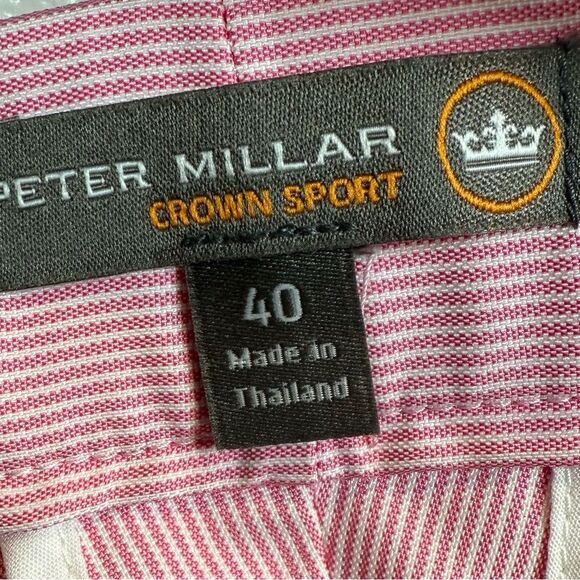 PETER MILLAR
CROWN SPORT
40
Made in
Thailand